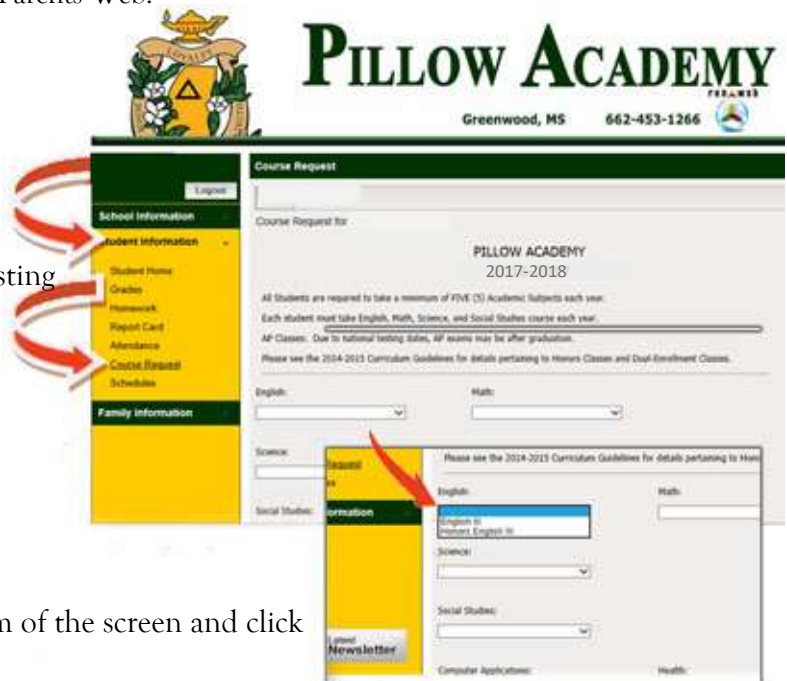 Parents Web.
LOYALTY
PILLOW ACADEMY
RENWEB
Greenwood, MS 662-453-1266
Course Request
Logout
School Information
Course Request for
Student Information
PILLOW ACADEMY
2017-2018
sting
Student Home
Grades
Homework
Report Card
Attendance
Course Request
Schedules
Family Information
All Students are required to take a minimum of FIVE (5) Academic Subjects each year.
Each student must take English, Math, Science, and Social Studies course each year.
AP Classes: Due to national testing dates, AP exams may be after graduation.
Please see the 2014-2015 Curriculum Guidelines for details pertaining to Honors Classes and Dual-Enrollment Classes.
English: Math:
Science:
Social Studies:
Request
ormation
Please see the 2014-2015 Curriculum Guidelines for details pertaining to Hono
English: Math:
English III
Honors English III
Science:
Social Studies:
Latest
Newsletter
Computer Applications: Health:
m of the screen and click